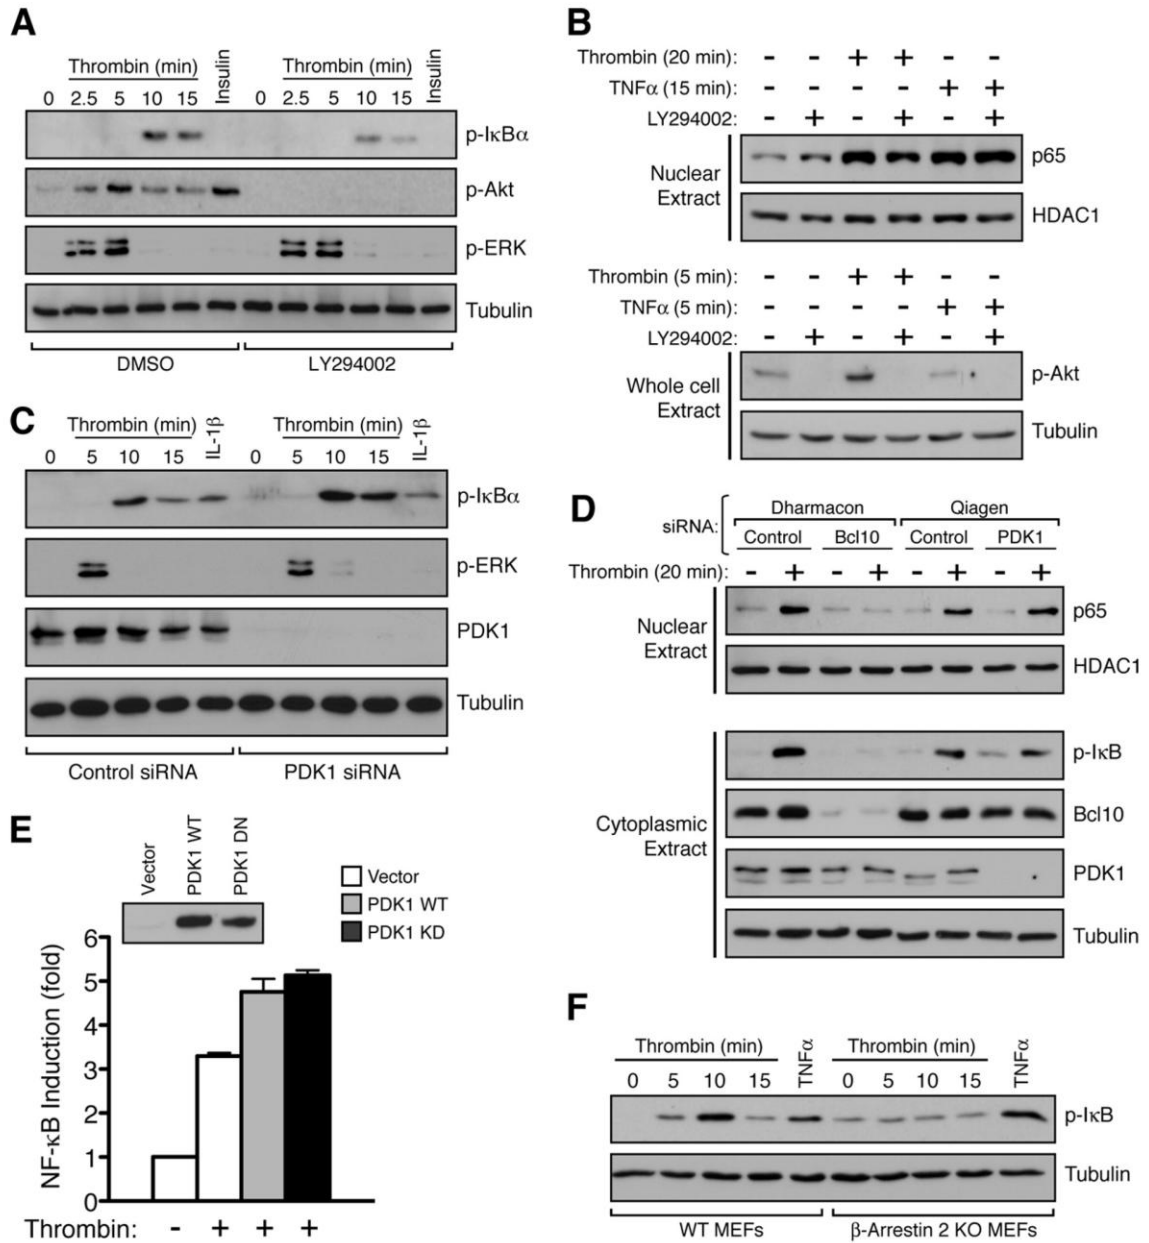 A
Thrombin (min) Insulin Thrombin (min) Insulin
0 2.5 5 10 15 0 2.5 5 10 15
p-IκBα
p-Akt
p-ERK
Tubulin
DMSO LY294002
B
Thrombin (20 min): - - + + - -
TNFα (15 min): - - - - + +
LY294002: - + - + - +
Nuclear
Extract
p65
HDAC1
Thrombin (5 min): - - + + - -
TNFα (5 min): - - - - + +
LY294002: - + - + - +
Whole cell
Extract
p-Akt
Tubulin
C
Thrombin (min) IL-1β Thrombin (min) IL-1β
0 5 10 15 0 5 10 15
p-IκBα
p-ERK
PDK1
Tubulin
Control siRNA PDK1 siRNA
D
siRNA:
Dharmacon Qiagen
Control Bcl10 Control PDK1
Thrombin (20 min): - + - + - + - +
Nuclear
Extract
p65
HDAC1
Cytoplasmic
Extract
p-IκB
Bcl10
PDK1
Tubulin
E
Vector PDK1 WT PDK1 DN
Vector
PDK1 WT
PDK1 KD
NF-κB Induction (fold)
6
5
4
3
2
1
0
Thrombin: - + + +
F
Thrombin (min) TNFα Thrombin (min) TNFα
0 5 10 15 0 5 10 15
p-IκB
Tubulin
WT MEFs β-Arrestin 2 KO MEFs